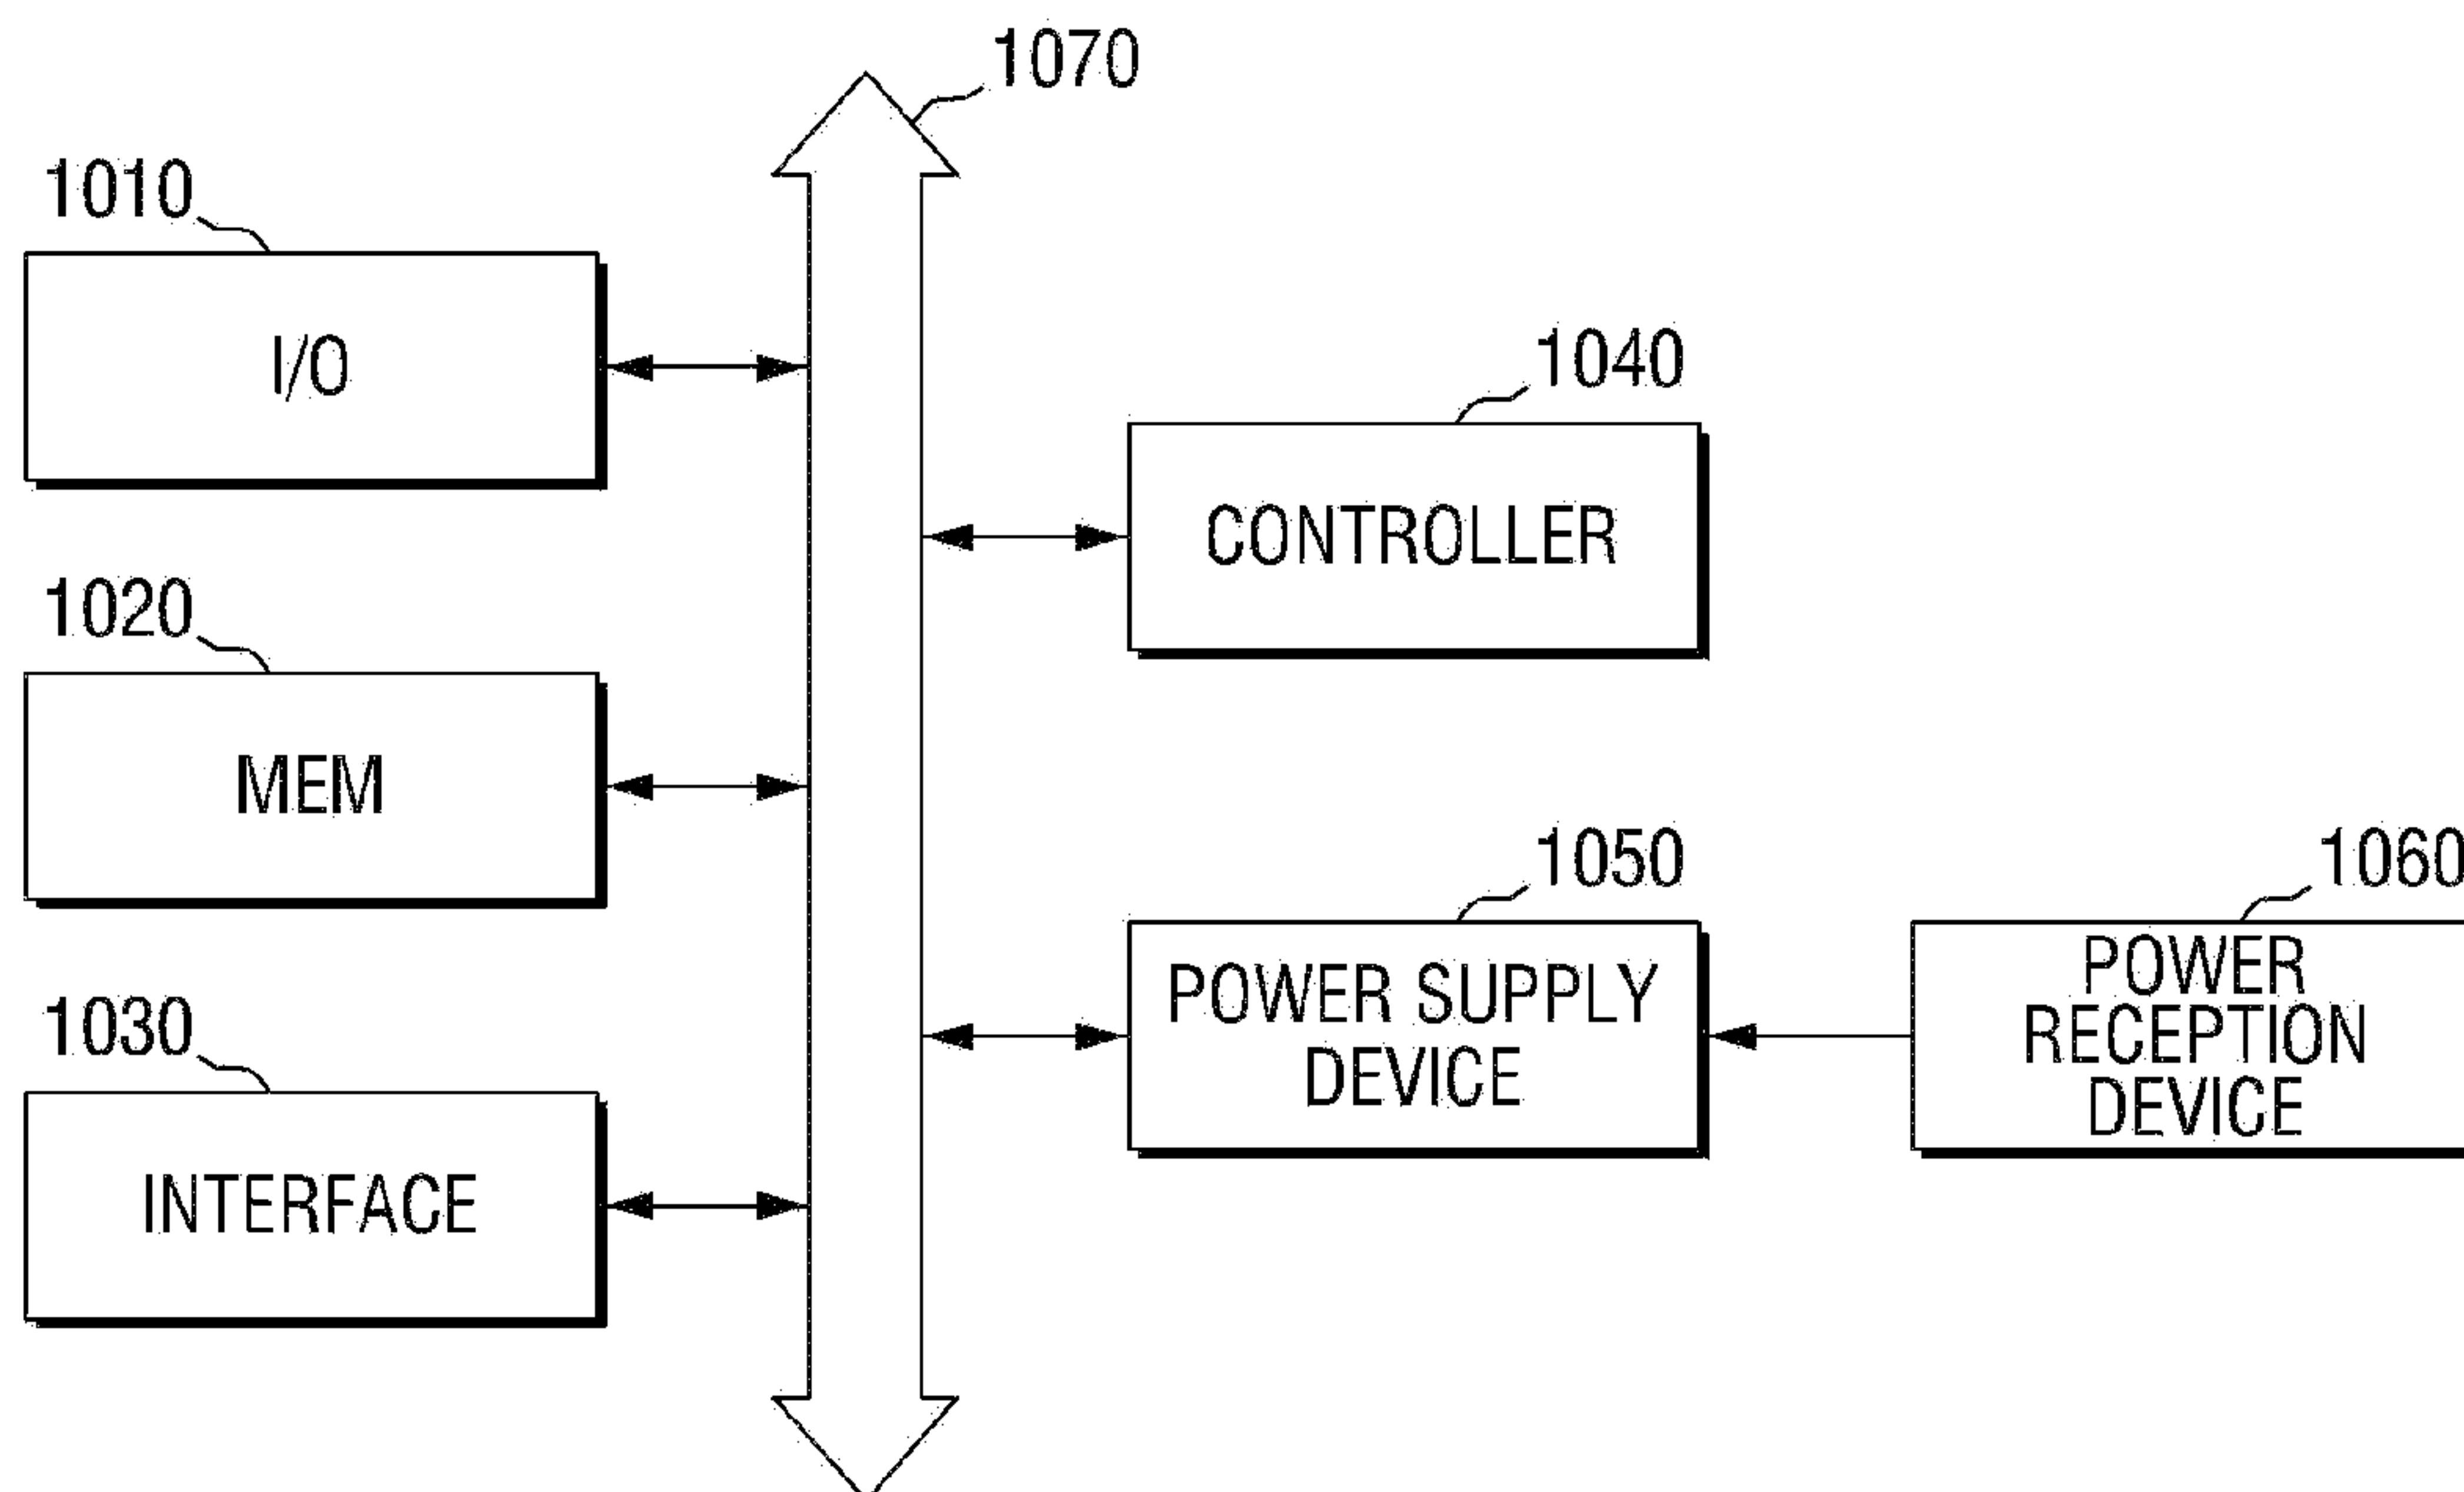 1070
1010
I/O
1040
CONTROLLER
1020
MEM
1050
POWER SUPPLY
DEVICE
1060
POWER
RECEPTION
DEVICE
1030
INTERFACE